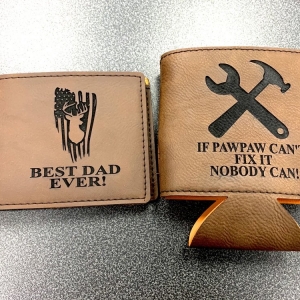 BEST DAD
EVER!
IF PAWPAW CAN'T
FIX IT
NOBODY CAN!